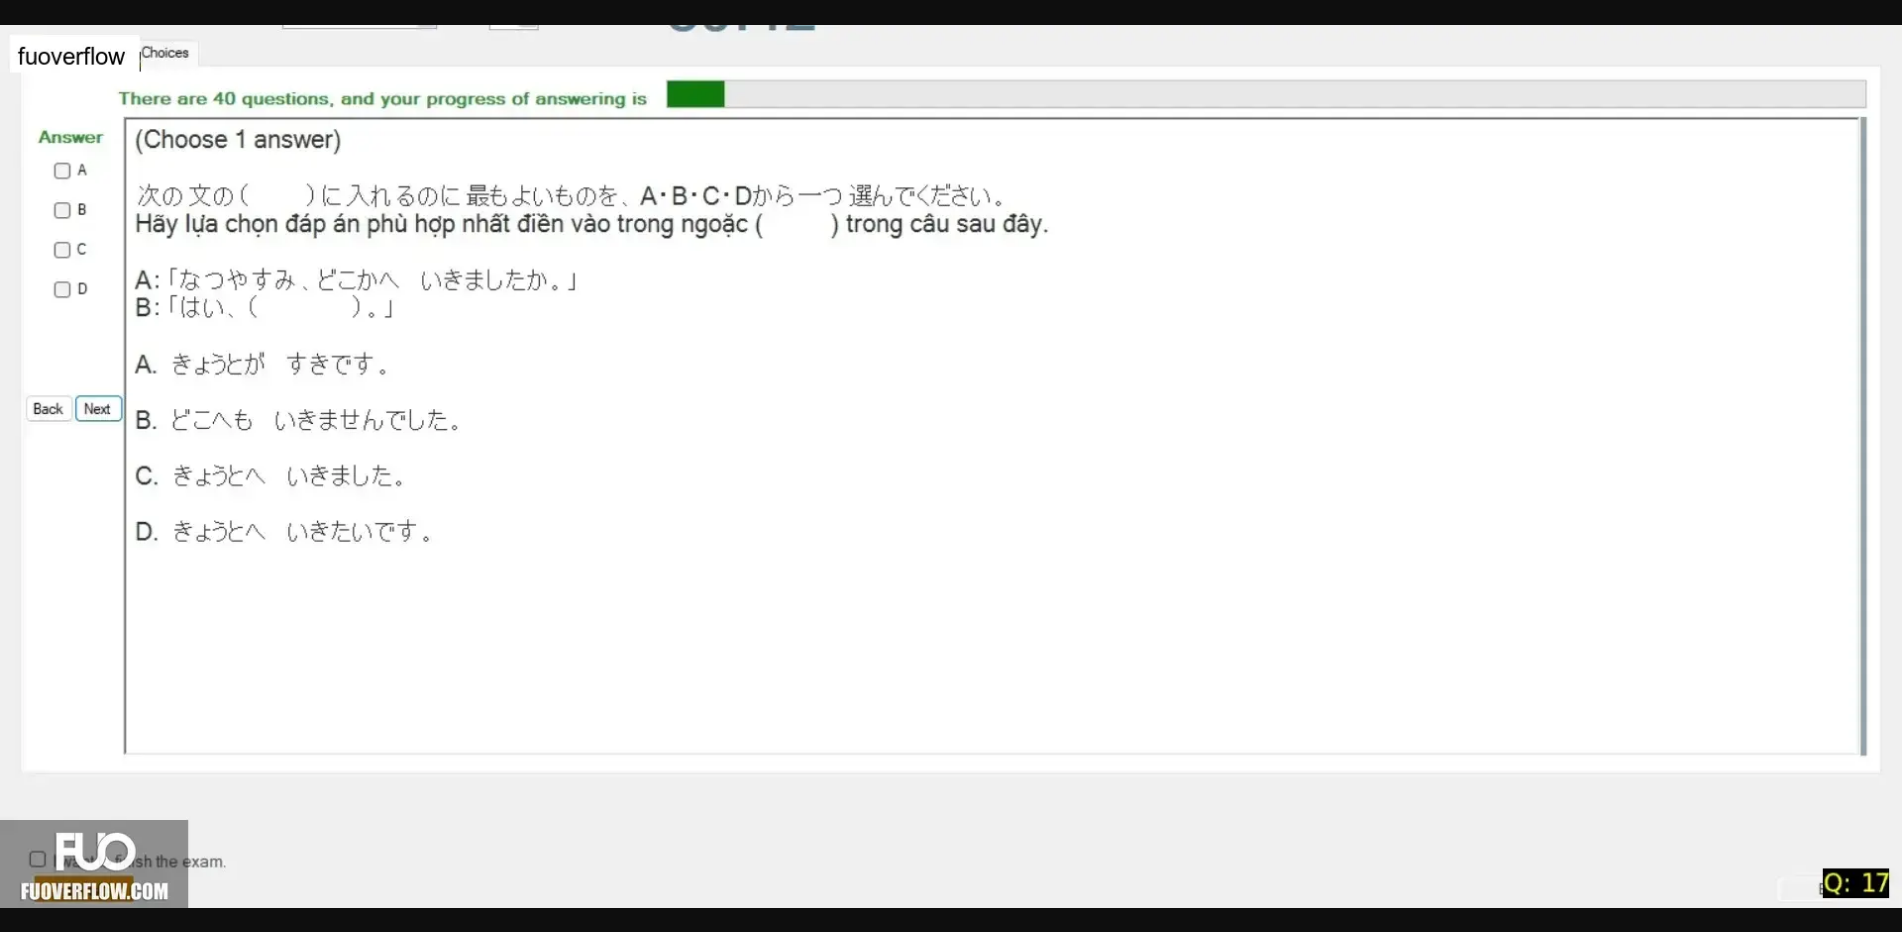 fuoverflow
Choices
There are 40 questions, and your progress of answering is
Answer
(Choose 1 answer)
A
B
C
D
次の 文の（　　）に 入れるのに 最も よいものを、A・B・C・Dから 一つ 選んでください。
Hãy lựa chọn đáp án phù hợp nhất điền vào trong ngoặc (　　) trong câu sau đây.
A:「なつやすみ、どこかへ　いきましたか。」
B:「はい、（　　　　）。」
A. きょうとが　すきです。
B. どこへも　いきませんでした。
C. きょうとへ　いきました。
D. きょうとへ　いきたいです。
Back Next
FUO
finish the exam.
FUOVERFLOW.COM
Q: 17